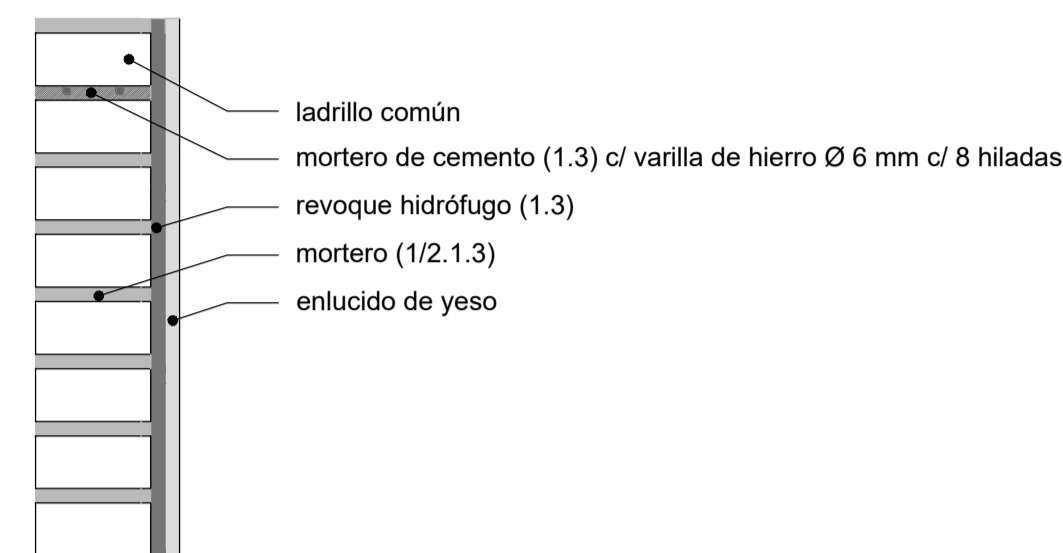 ladrillo común
mortero de cemento (1.3) c/ varilla de hierro Ø 6 mm c/ 8 hiladas
revoque hidrófugo (1.3)
mortero (1/2.1.3)
enlucido de yeso